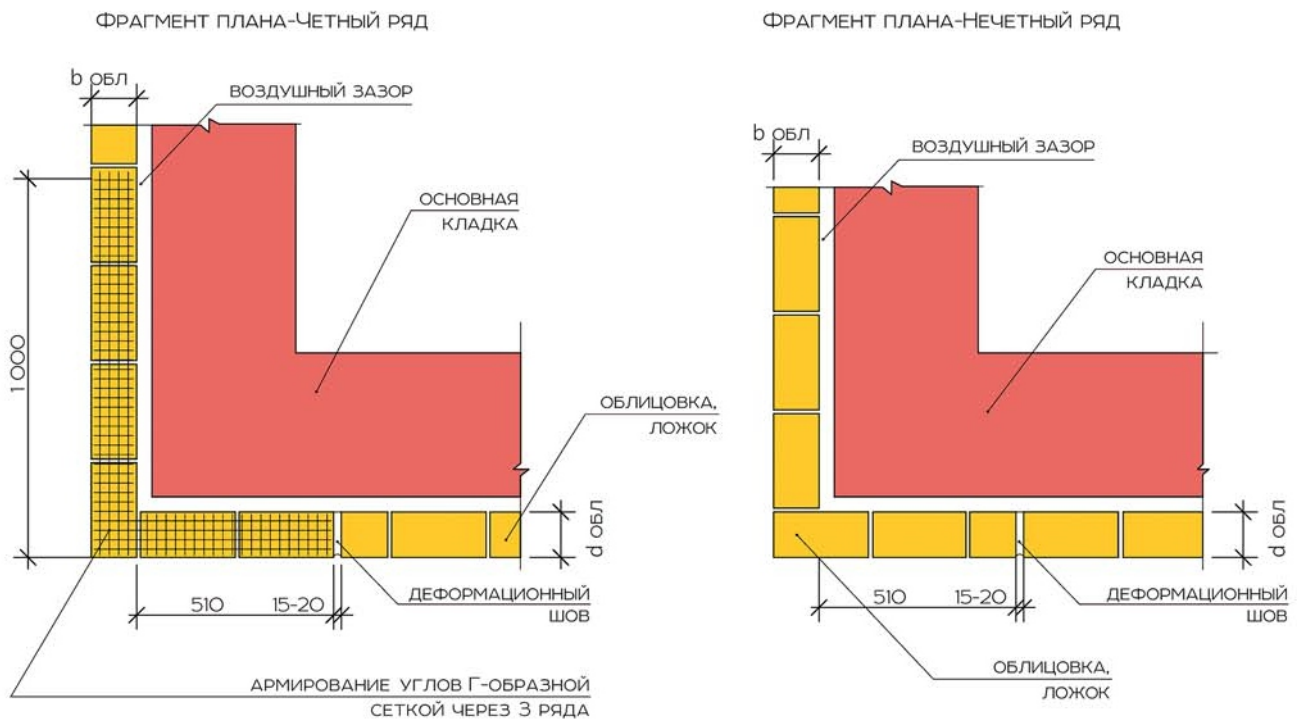 ФРАГМЕНТ ПЛАНА-ЧЕТНЫЙ РЯД
b ОБЛ
ВОЗДУШНЫЙ ЗАЗОР
ОСНОВНАЯ
КЛАДКА
1000
ОБЛИЦОВКА,
ЛОЖОК
d ОБЛ
510
15-20
ДЕФОРМАЦИОННЫЙ
ШОВ
АРМИРОВАНИЕ УГЛОВ Г-ОБРАЗНОЙ
СЕТКОЙ ЧЕРЕЗ 3 РЯДА
ФРАГМЕНТ ПЛАНА-НЕЧЕТНЫЙ РЯД
b ОБЛ
ВОЗДУШНЫЙ ЗАЗОР
ОСНОВНАЯ
КЛАДКА
d ОБЛ
510
15-20
ДЕФОРМАЦИОННЫЙ
ШОВ
ОБЛИЦОВКА,
ЛОЖОК